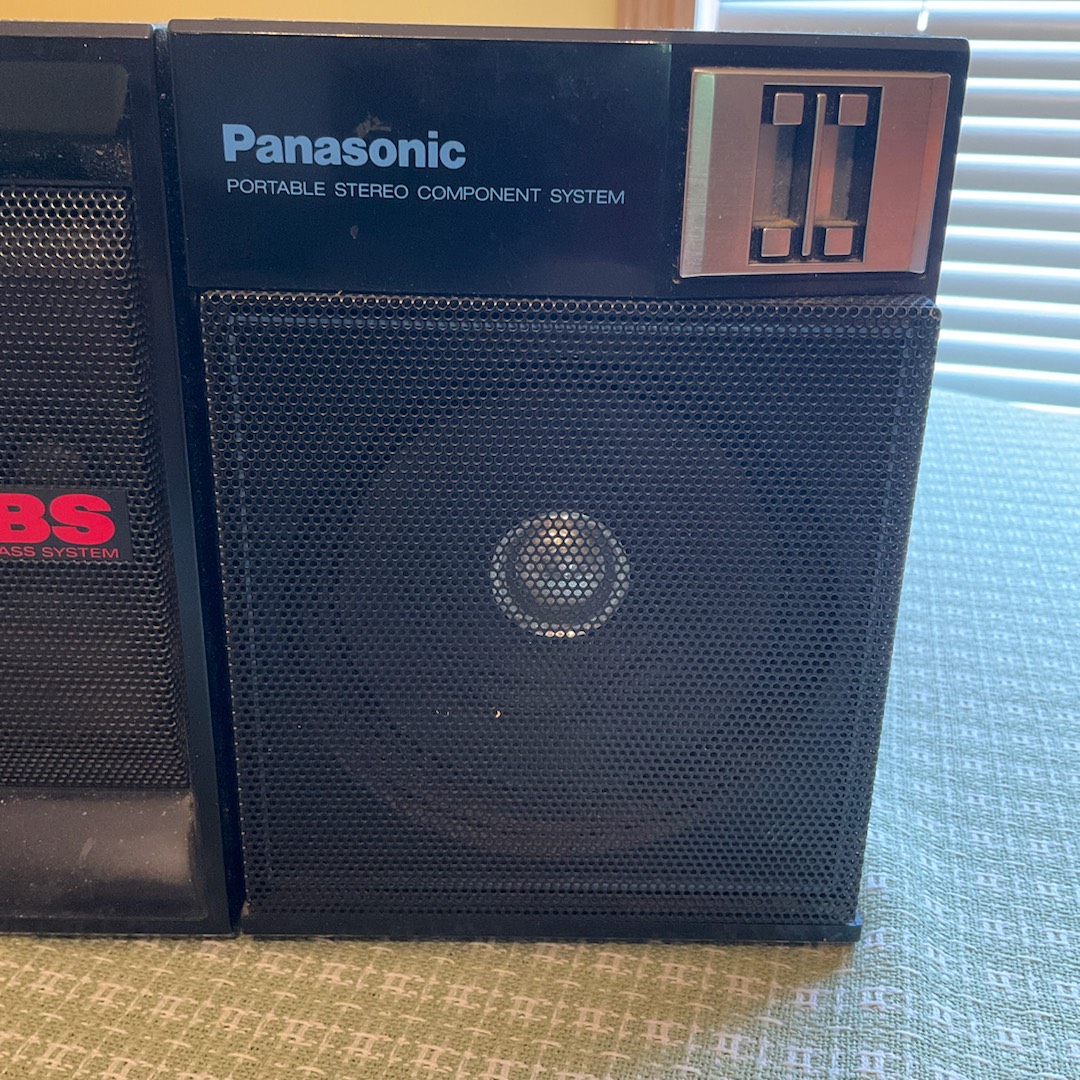 Panasonic
PORTABLE STEREO COMPONENT SYSTEM
BS
ASS SYSTEM